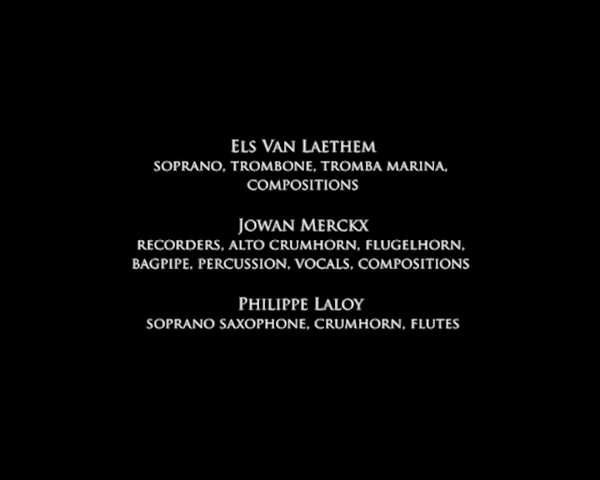 Els Van Laethem
soprano, trombone, tromba marina,
compositions
Jowan Merckx
recorders, alto crumhorn, flugelhorn,
bagpipe, percussion, vocals, compositions
Philippe Laloy
soprano saxophone, crumhorn, flutes